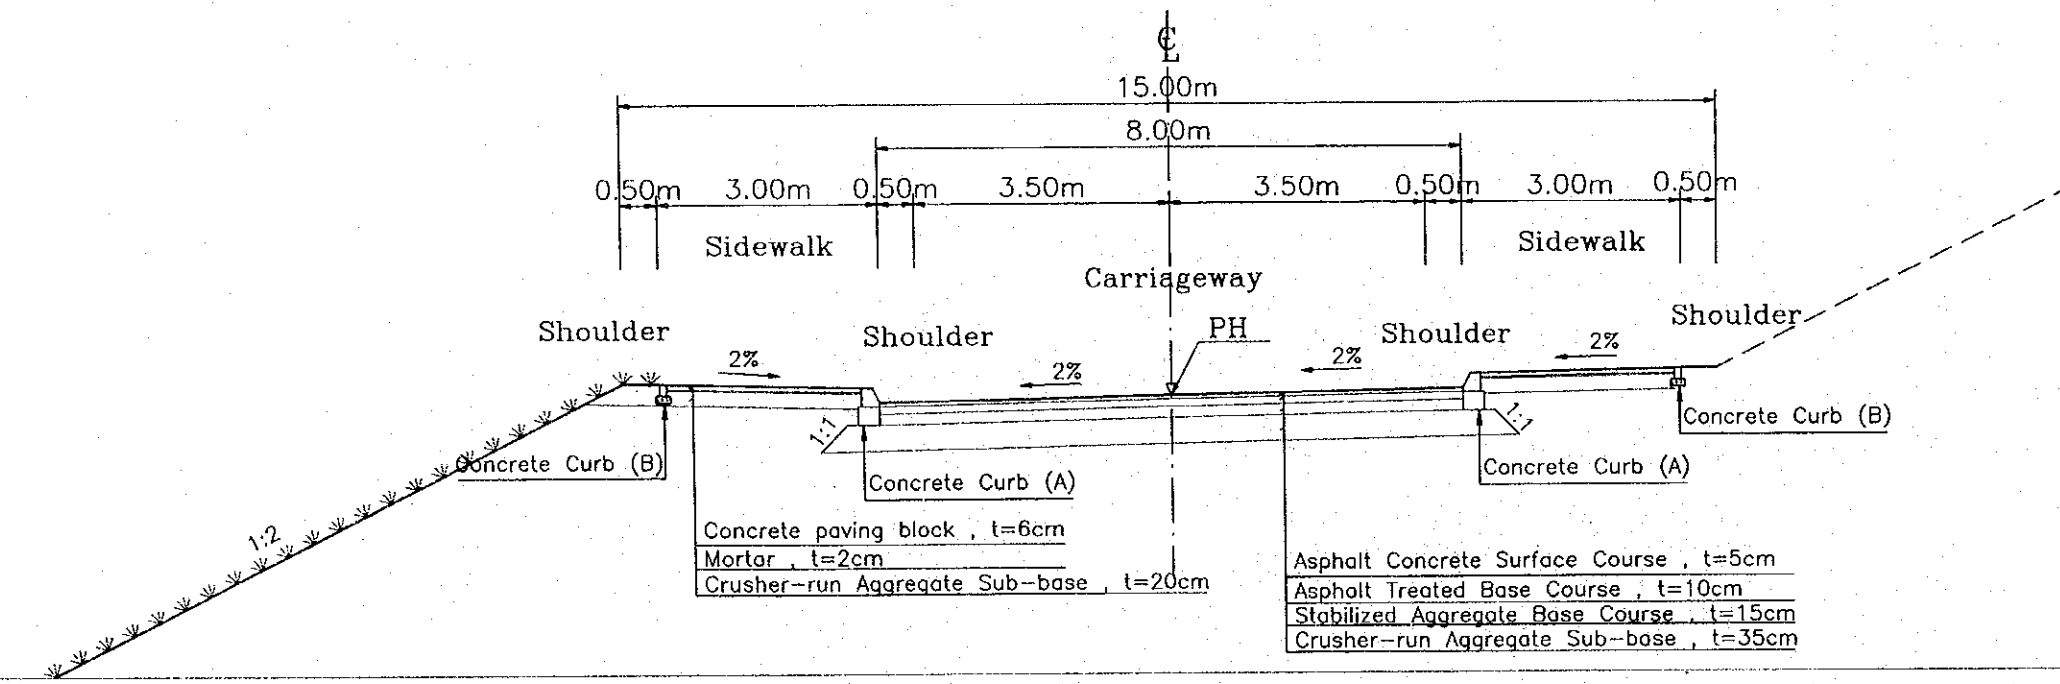 ℄
15.00m
8.00m
0.50m 3.00m 0.50m 3.50m 3.50m 0.50m 3.00m 0.50m
Sidewalk Sidewalk
Carriageway
Shoulder Shoulder PH Shoulder Shoulder
2% 2% 2% 2%
1:1 1:1
Concrete Curb (B)
Concrete Curb (A)
Concrete Curb (A)
Concrete Curb (B)
1:2
Concrete paving block , t=6cm
Mortar , t=2cm
Crusher-run Aggregate Sub-base , t=20cm
Asphalt Concrete Surface Course , t=5cm
Asphalt Treated Base Course , t=10cm
Stabilized Aggregate Base Course , t=15cm
Crusher-run Aggregate Sub-base , t=35cm